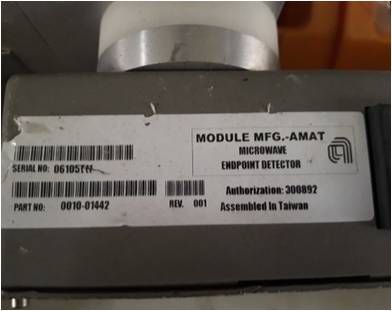 MODULE MFG.-AMAT
MICROWAVE
ENDPOINT DETECTOR
SERIAL NO:
PART NO: 0010-01442 REV. 001
Authorization: 300892
Assembled In Taiwan